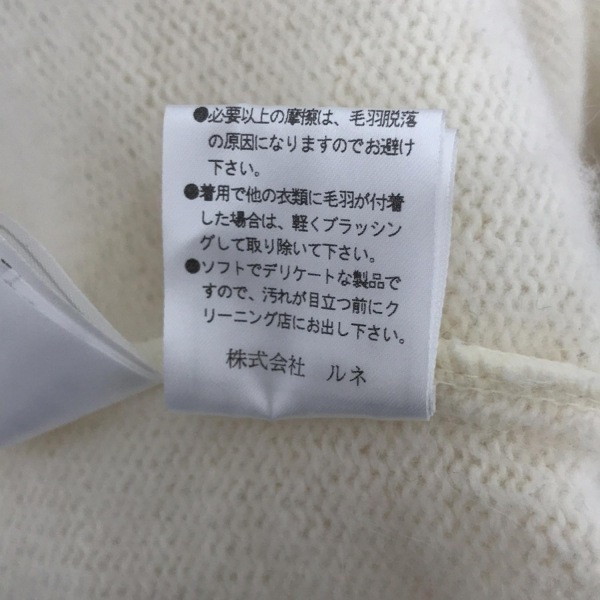 ●必要以上の摩擦は、毛羽脱落
の原因になりますのでお避け
下さい。
●着用で他の衣類に毛羽が付着
した場合は、軽くブラッシン
グして取り除いて下さい。
●ソフトでデリケートな製品で
すので、汚れが目立つ前にク
リーニング店にお出し下さい。
株式会社　ルネ